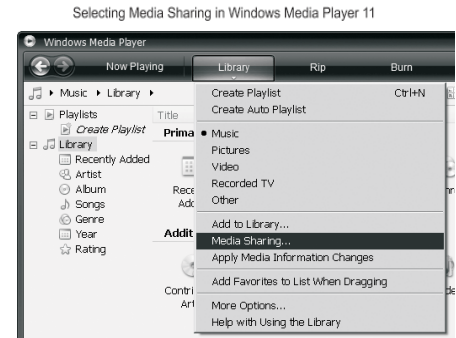 Selecting Media Sharing in Windows Media Player 11
Windows Media Player
Now Playing Library Rip Burn
Music Library
Playlists
Create Playlist
Library
Recently Added
Artist
Album
Songs
Genre
Year
Rating
Title
Prima
Rece
Add
Addit
Contri
Art
Create Playlist Ctrl+N
Create Auto Playlist
Music
Pictures
Video
Recorded TV
Other
Add to Library...
Media Sharing...
Apply Media Information Changes
Add Favorites to List When Dragging
More Options...
Help with Using the Library